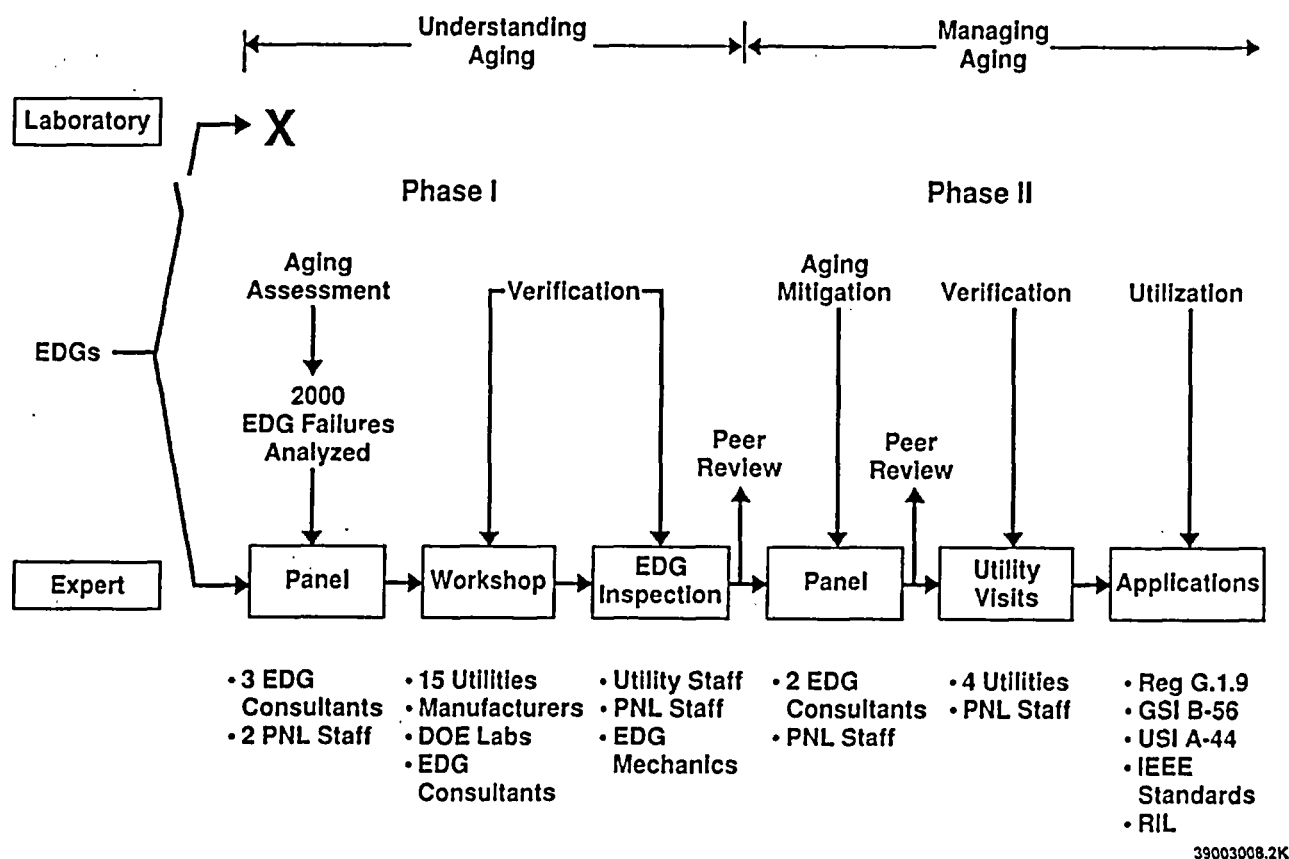 Understanding
Aging
Managing
Aging
Laboratory
X
Phase I
Phase II
Aging
Assessment
Verification
Aging
Mitigation
Verification
Utilization
EDGs
2000
EDG Failures
Analyzed
Peer
Review
Peer
Review
Expert
Panel
Workshop
EDG
Inspection
Panel
Utility
Visits
Applications
• 3 EDG
Consultants
• 2 PNL Staff
• 15 Utilities
• Manufacturers
• DOE Labs
• EDG
Consultants
• Utility Staff
• PNL Staff
• EDG
Mechanics
• 2 EDG
Consultants
• PNL Staff
• 4 Utilities
• PNL Staff
• Reg G.1.9
• GSI B-56
• USI A-44
• IEEE
Standards
• RIL
39003008.2K